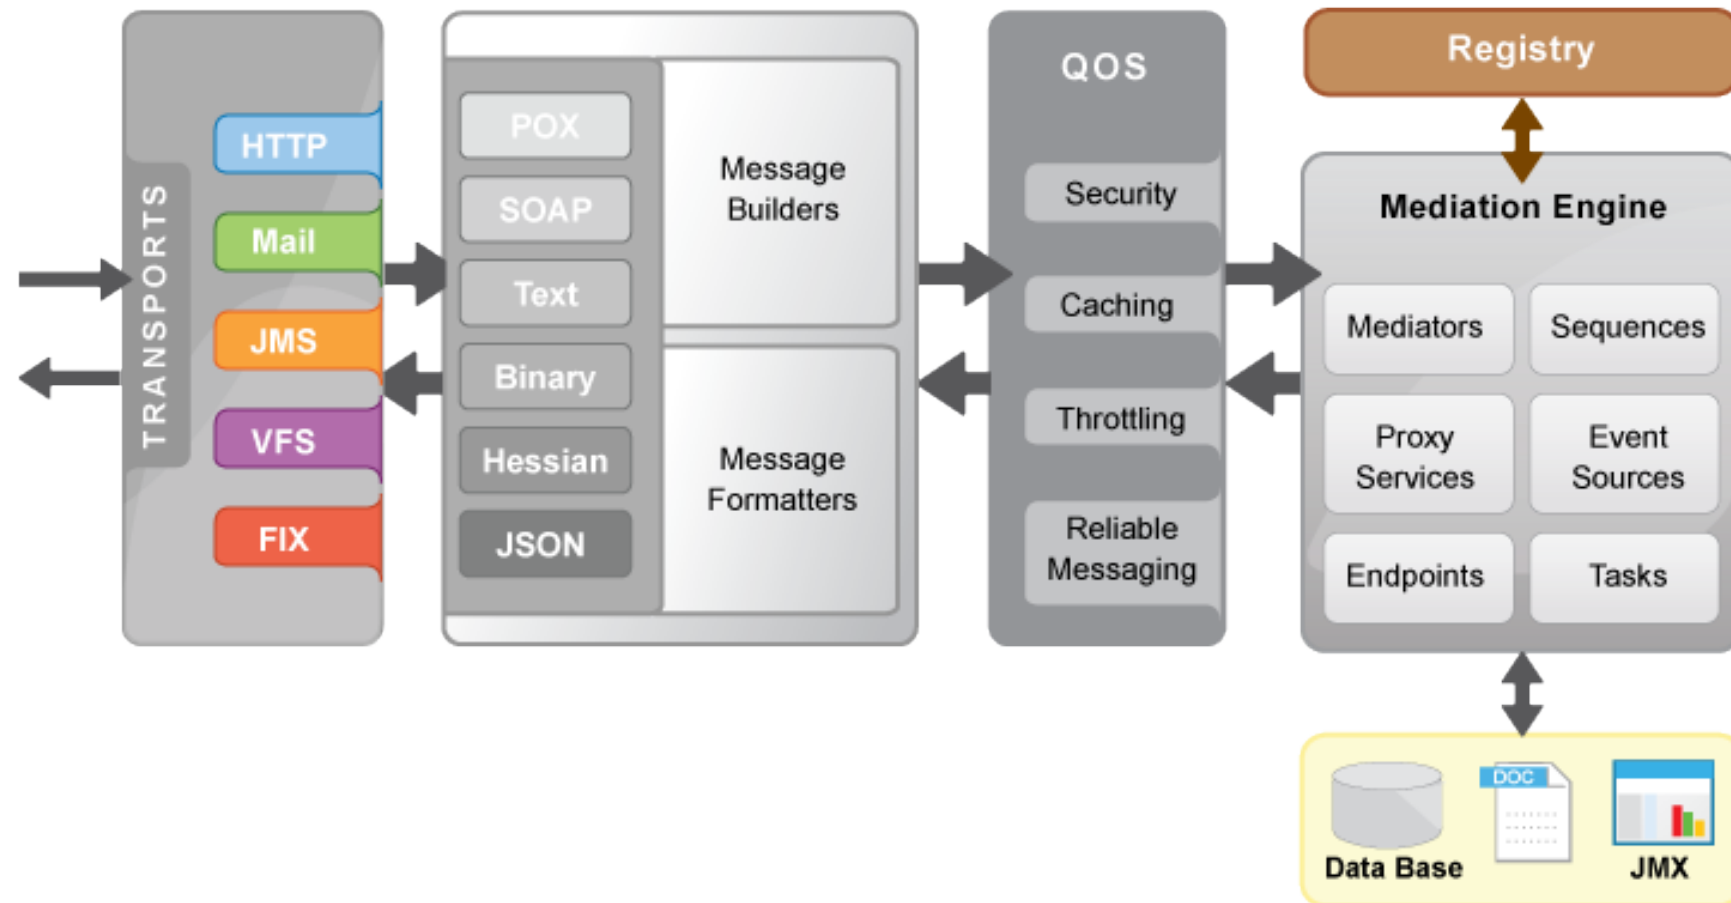 TRANSPORTS
HTTP
Mail
JMS
VFS
FIX
POX
SOAP
Text
Binary
Hessian
JSON
Message
Builders
Message
Formatters
QOS
Security
Caching
Throttling
Reliable
Messaging
Registry
Mediation Engine
Mediators
Sequences
Proxy
Services
Event
Sources
Endpoints
Tasks
DOC
Data Base
JMX